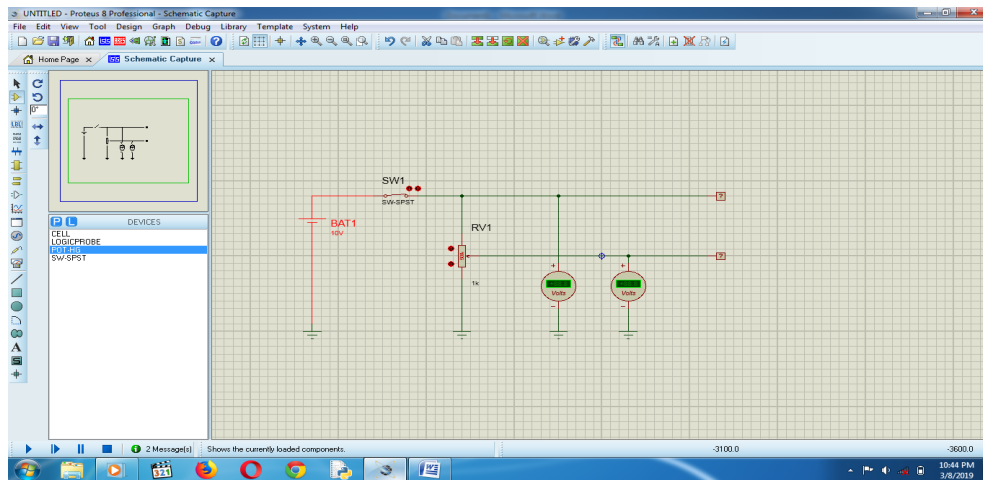 UNTITLED - Proteus 8 Professional - Schematic Capture
File Edit View Tool Design Graph Debug Library Template System Help
Home Page × Schematic Capture ×
0°
LBL
P L DEVICES
CELL
LOGICPROBE
POT-HG
SW-SPST
A
S
SW1
SW-SPST
BAT1
10V
RV1
1k
?
?
+
+
Volts
Volts
2 Message(s) Shows the currently loaded components. -3100.0 -3600.0
321
10:44 PM
3/8/2019